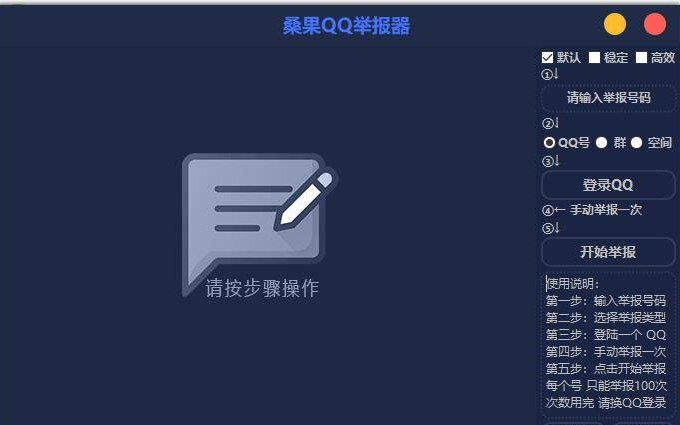 桑果QQ举报器
默认 稳定 高效
①↓
请输入举报号码
②↓
QQ号 群 空间
③↓
登录QQ
④← 手动举报一次
⑤↓
开始举报
请按步骤操作
使用说明：
第一步：输入举报号码
第二步：选择举报类型
第三步：登陆一个 QQ
第四步：手动举报一次
第五步：点击开始举报
每个号 只能举报100次
次数用完 请换QQ登录